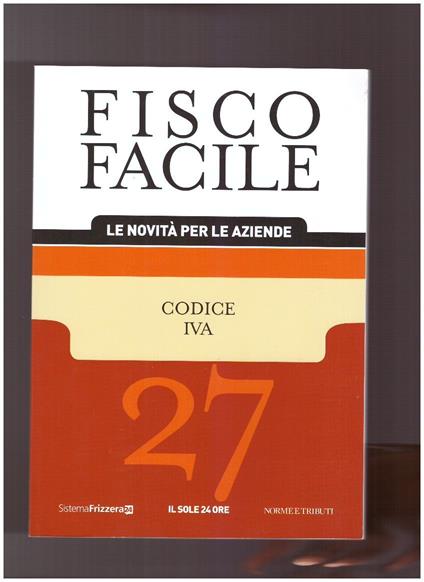 FISCO
FACILE
LE NOVITÀ PER LE AZIENDE
CODICE
IVA
27
SistemaFrizzera24 IL SOLE 24 ORE NORME E TRIBUTI